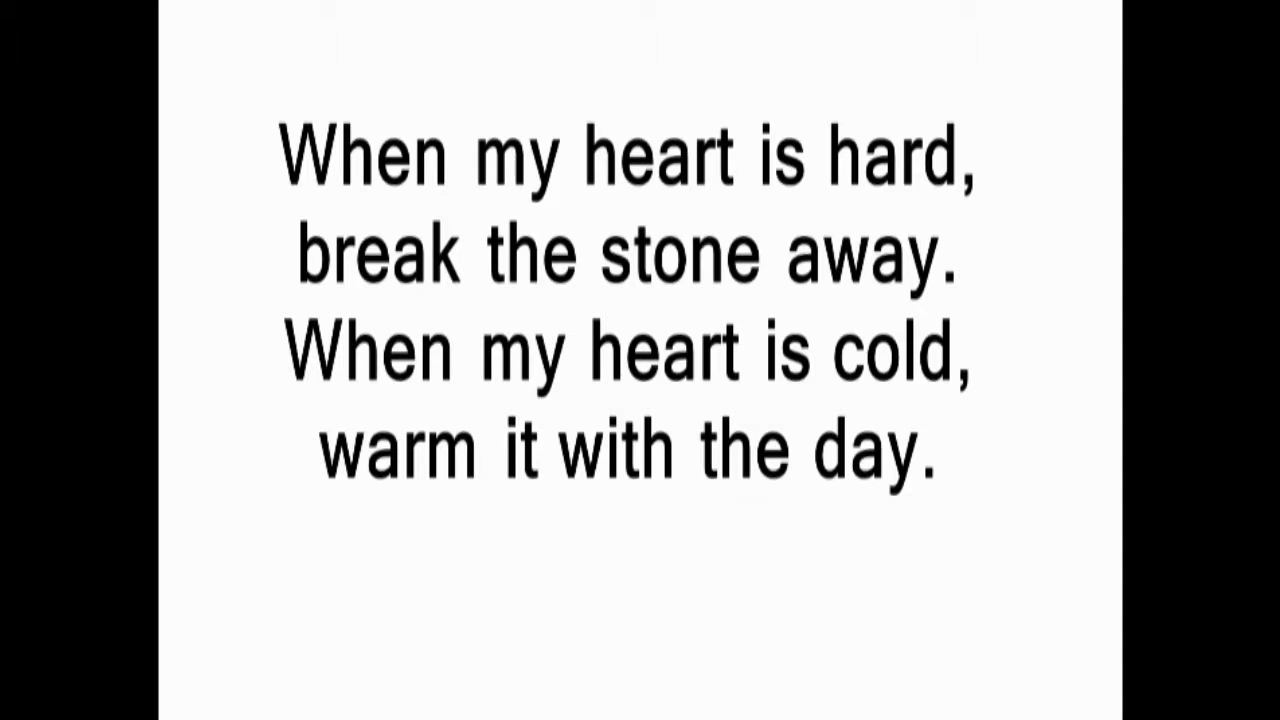 When my heart is hard,
break the stone away.
When my heart is cold,
warm it with the day.